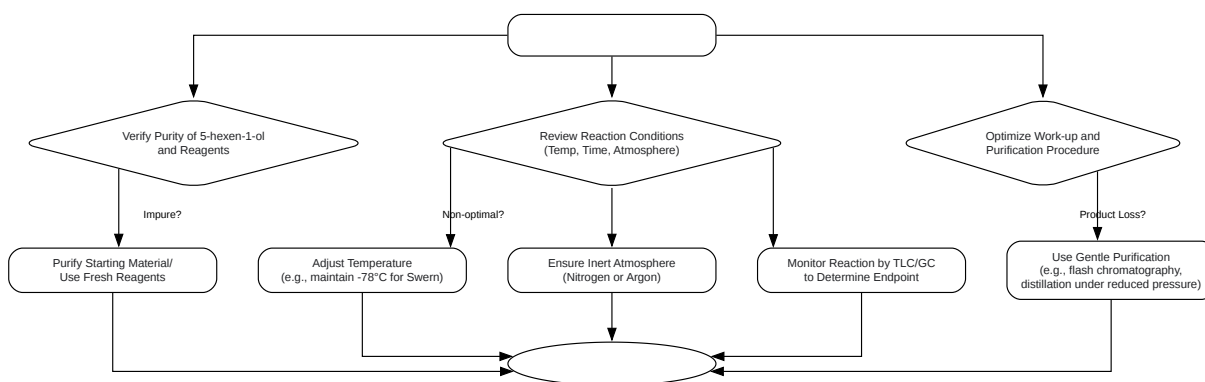 Verify Purity of 5-hexen-1-ol
and Reagents
Review Reaction Conditions
(Temp, Time, Atmosphere)
Optimize Work-up and
Purification Procedure
Impure?
Non-optimal?
Product Loss?
Purify Starting Material/
Use Fresh Reagents
Adjust Temperature
(e.g., maintain -78°C for Swern)
Ensure Inert Atmosphere
(Nitrogen or Argon)
Monitor Reaction by TLC/GC
to Determine Endpoint
Use Gentle Purification
(e.g., flash chromatography,
distillation under reduced pressure)